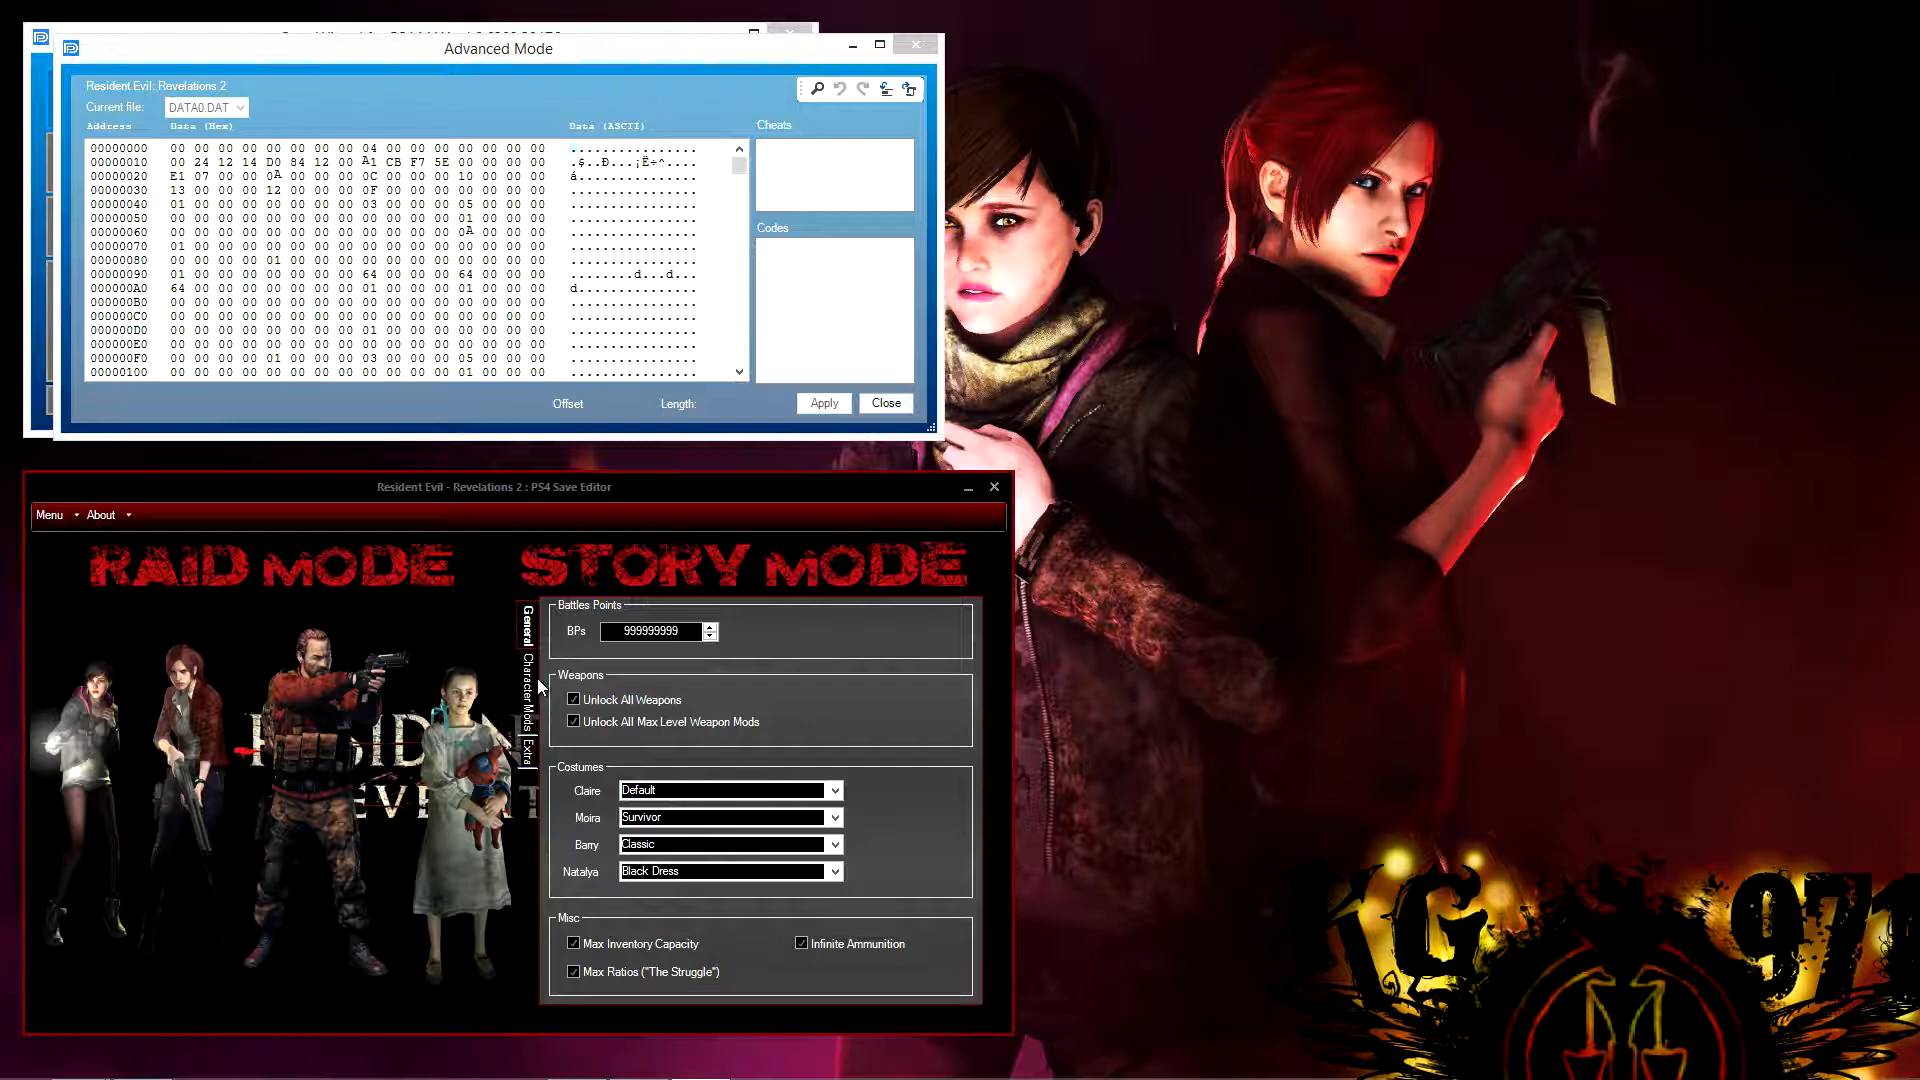 Advanced Mode
Resident Evil: Revelations 2
Current file: DATA0.DAT
Address Data (Hex) Data (ASCII) Cheats
00000000 00 00 00 00 00 00 00 00 04 00 00 00 00 00 00 00 ................
00000010 00 24 12 14 D0 84 12 00 A1 CB F7 5E 00 00 00 00 .$..Ð...¡Ë÷^....
00000020 E1 07 00 00 0A 00 00 00 0C 00 00 00 10 00 00 00 á...............
00000030 13 00 00 00 12 00 00 00 0F 00 00 00 00 00 00 00 ................
00000040 01 00 00 00 00 00 00 00 03 00 00 00 05 00 00 00 ................
00000050 00 00 00 00 00 00 00 00 00 00 00 00 01 00 00 00 ................
00000060 00 00 00 00 00 00 00 00 00 00 00 00 0A 00 00 00 ................
00000070 01 00 00 00 00 00 00 00 00 00 00 00 00 00 00 00 ................
00000080 00 00 00 00 01 00 00 00 00 00 00 00 00 00 00 00 ................
00000090 01 00 00 00 00 00 00 00 64 00 00 00 64 00 00 00 ........d...d...
000000A0 64 00 00 00 00 00 00 00 01 00 00 00 01 00 00 00 d...............
000000B0 00 00 00 00 00 00 00 00 00 00 00 00 00 00 00 00 ................
000000C0 00 00 00 00 00 00 00 00 00 00 00 00 00 00 00 00 ................
000000D0 00 00 00 00 00 00 00 00 01 00 00 00 00 00 00 00 ................
000000E0 00 00 00 00 00 00 00 00 00 00 00 00 00 00 00 00 ................
000000F0 00 00 00 00 01 00 00 00 03 00 00 00 05 00 00 00 ................
00000100 00 00 00 00 00 00 00 00 00 00 00 00 01 00 00 00 ................
Codes
Offset Length: Apply Close
Resident Evil - Revelations 2 : PS4 Save Editor
Menu About
RAID MODE STORY MODE
General
Character Mods
Extra
Battles Points
BPs 999999999
Weapons
Unlock All Weapons
Unlock All Max Level Weapon Mods
Costumes
Claire Default
Moira Survivor
Barry Classic
Natalya Black Dress
Misc
Max Inventory Capacity Infinite Ammunition
Max Ratios ("The Struggle")
KG 971